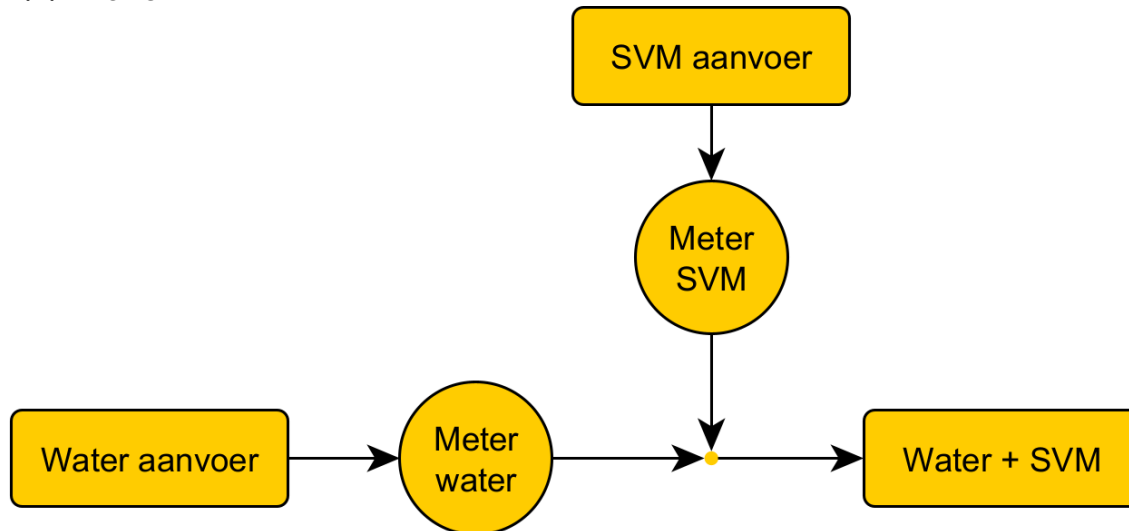 SVM aanvoer
Meter
SVM
Water aanvoer
Meter
water
Water + SVM